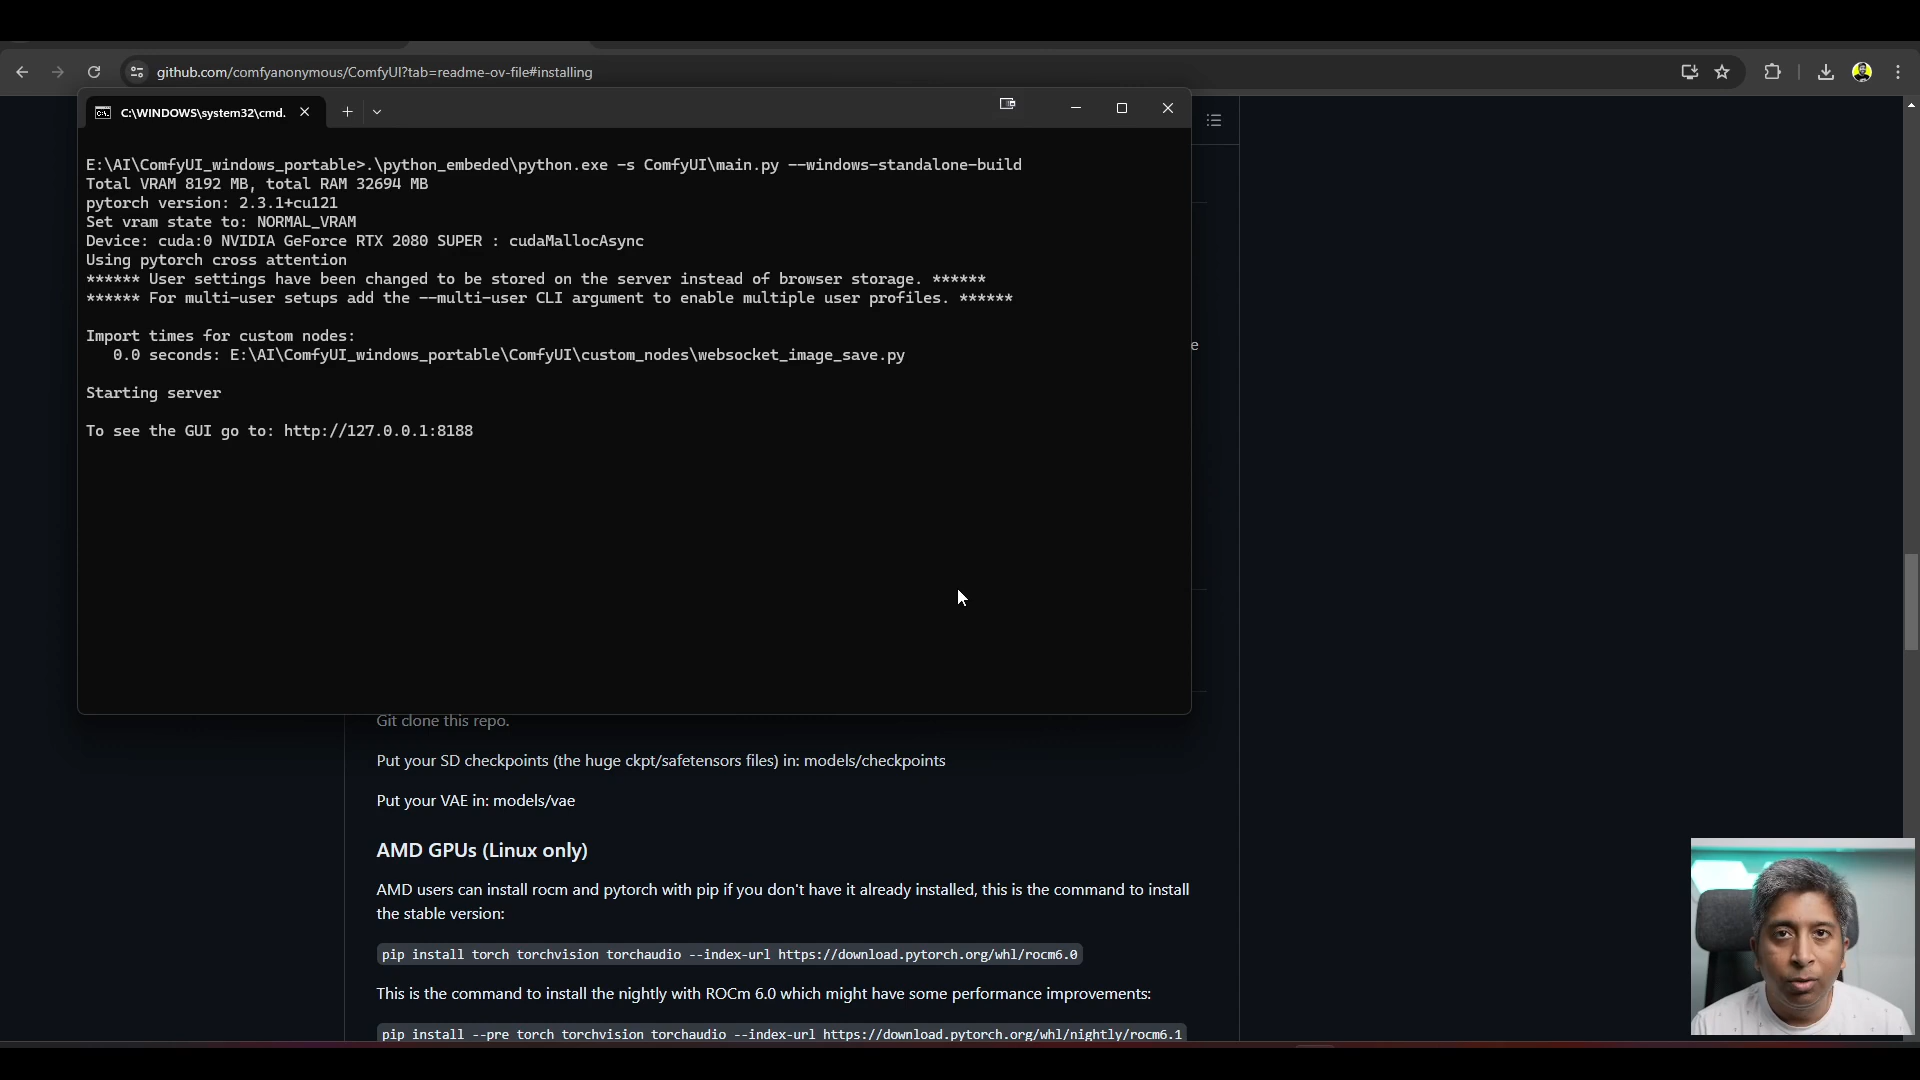 github.com/comfyanonymous/ComfyUI?tab=readme-ov-file#installing
C:\WINDOWS\system32\cmd.
E:\AI\ComfyUI_windows_portable>.\python_embeded\python.exe -s ComfyUI\main.py --windows-standalone-build
Total VRAM 8192 MB, total RAM 32694 MB
pytorch version: 2.3.1+cu121
Set vram state to: NORMAL_VRAM
Device: cuda:0 NVIDIA GeForce RTX 2080 SUPER : cudaMallocAsync
Using pytorch cross attention
****** User settings have been changed to be stored on the server instead of browser storage. ******
****** For multi-user setups add the --multi-user CLI argument to enable multiple user profiles. ******
Import times for custom nodes:
0.0 seconds: E:\AI\ComfyUI_windows_portable\ComfyUI\custom_nodes\websocket_image_save.py
Starting server
To see the GUI go to: http://127.0.0.1:8188
e
Git clone this repo.
Put your SD checkpoints (the huge ckpt/safetensors files) in: models/checkpoints
Put your VAE in: models/vae
AMD GPUs (Linux only)
AMD users can install rocm and pytorch with pip if you don't have it already installed, this is the command to install
the stable version:
pip install torch torchvision torchaudio --index-url https://download.pytorch.org/whl/rocm6.0
This is the command to install the nightly with ROCm 6.0 which might have some performance improvements:
pip install --pre torch torchvision torchaudio --index-url https://download.pytorch.org/whl/nightly/rocm6.1